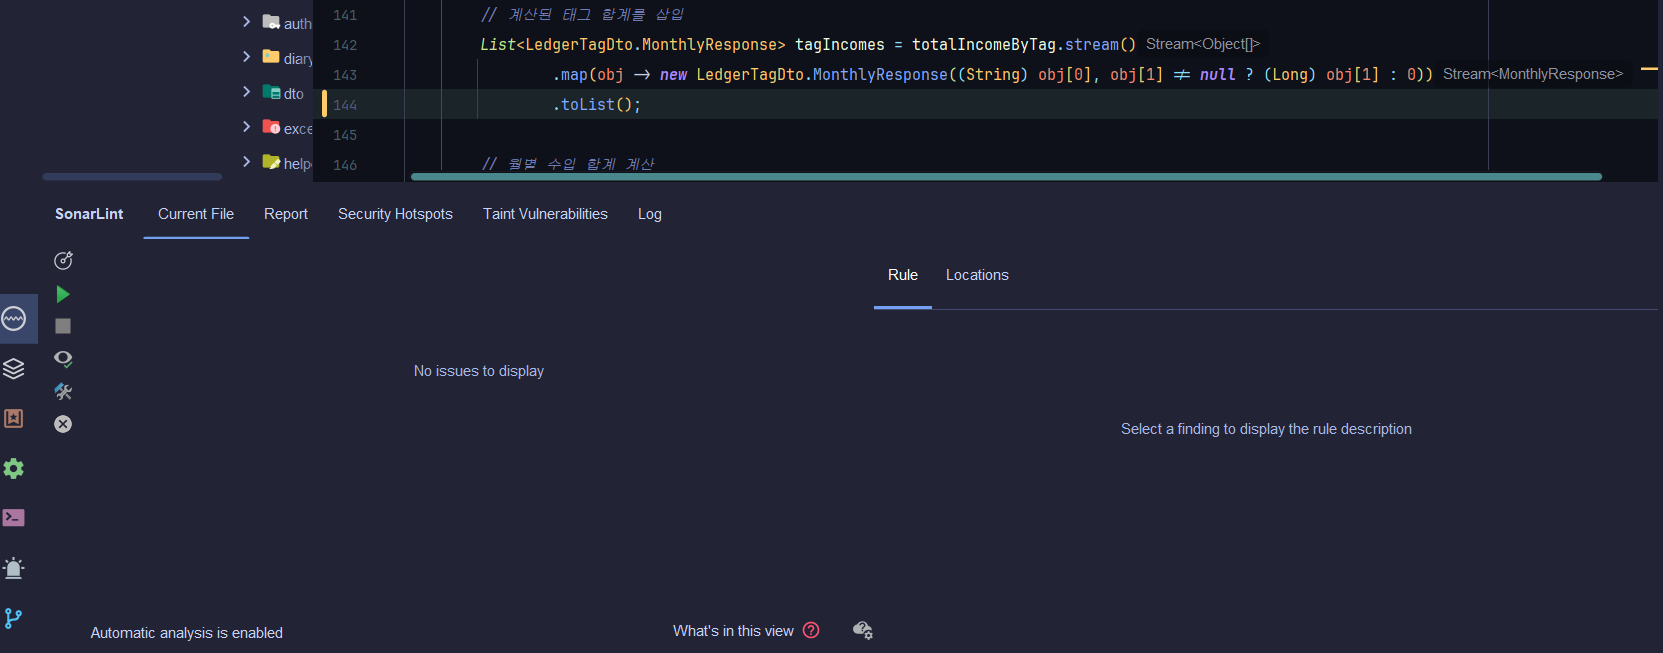 auth
diary
dto
exce
help
141 // 계산된 태그 합계를 삽입
142 List<LedgerTagDto.MonthlyResponse> tagIncomes = totalIncomeByTag.stream() Stream<Object[]>
143 .map(obj → new LedgerTagDto.MonthlyResponse((String) obj[0], obj[1] ≠ null ? (Long) obj[1] : 0)) Stream<MonthlyResponse>
144 .toList();
145
146 // 월별 수입 합계 계산
SonarLint Current File Report Security Hotspots Taint Vulnerabilities Log
Rule Locations
No issues to display
Select a finding to display the rule description
Automatic analysis is enabled
What's in this view